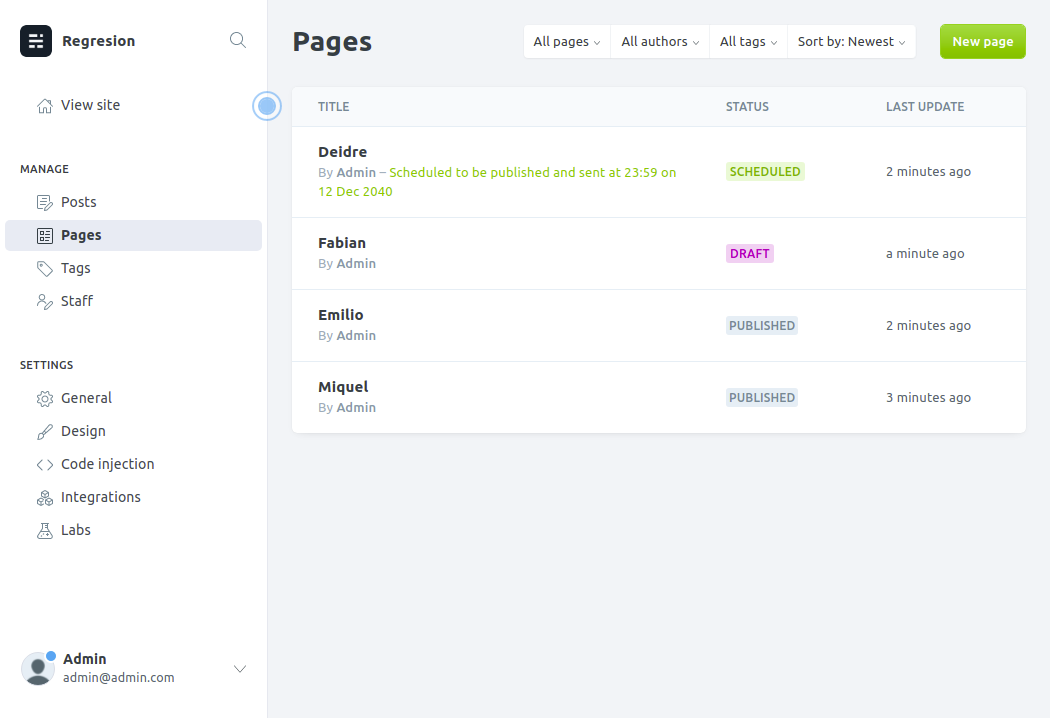 Regresion
View site
MANAGE
Posts
Pages
Tags
Staff
SETTINGS
General
Design
Code injection
Integrations
Labs
Admin
admin@admin.com
Pages
All pages
All authors
All tags
Sort by: Newest
New page
TITLE STATUS LAST UPDATE
Deidre
By Admin – Scheduled to be published and sent at 23:59 on
12 Dec 2040
SCHEDULED
2 minutes ago
Fabian
By Admin
DRAFT
a minute ago
Emilio
By Admin
PUBLISHED
2 minutes ago
Miquel
By Admin
PUBLISHED
3 minutes ago